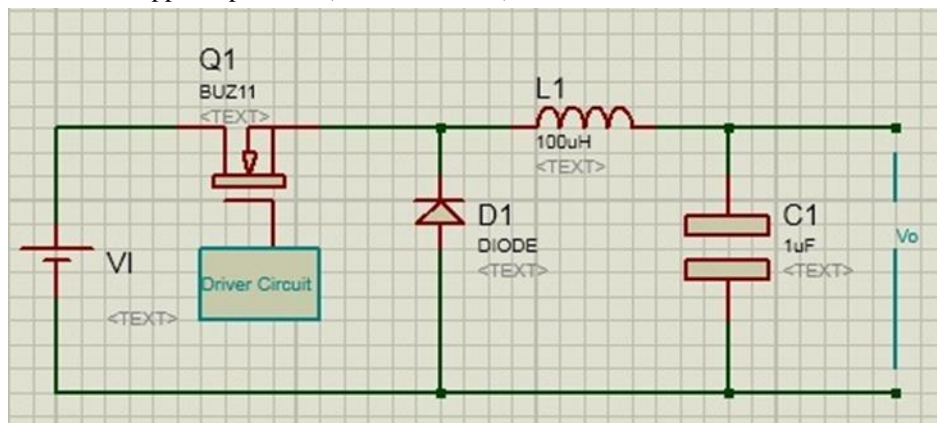 Q1
BUZ11
<TEXT>
L1
100uH
<TEXT>
VI
<TEXT>
Driver Circuit
D1
DIODE
<TEXT>
C1
1uF
<TEXT>
Vo